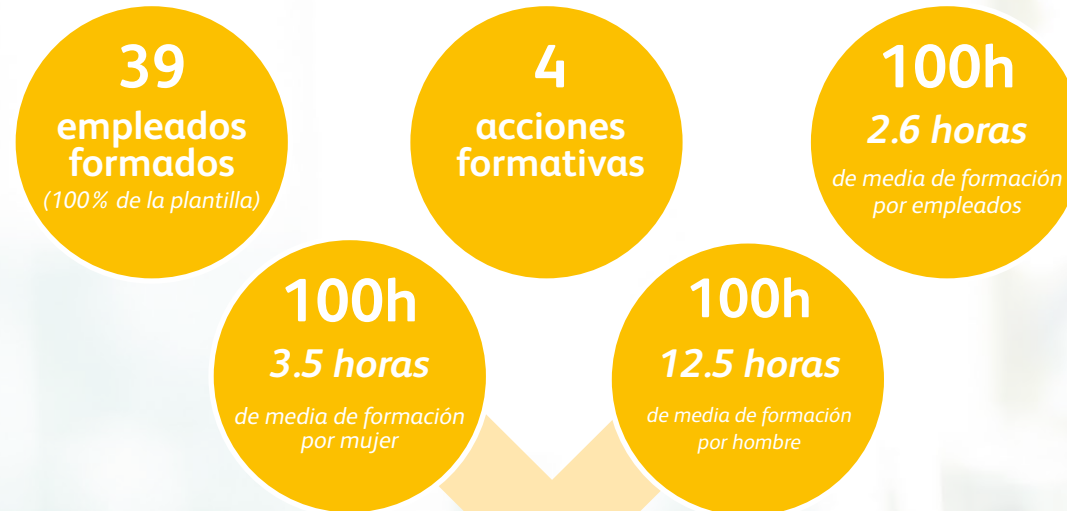 39
empleados
formados
(100% de la plantilla)
4
acciones
formativas
100h
2.6 horas
de media de formación
por empleados
100h
3.5 horas
de media de formación
por mujer
100h
12.5 horas
de media de formación
por hombre